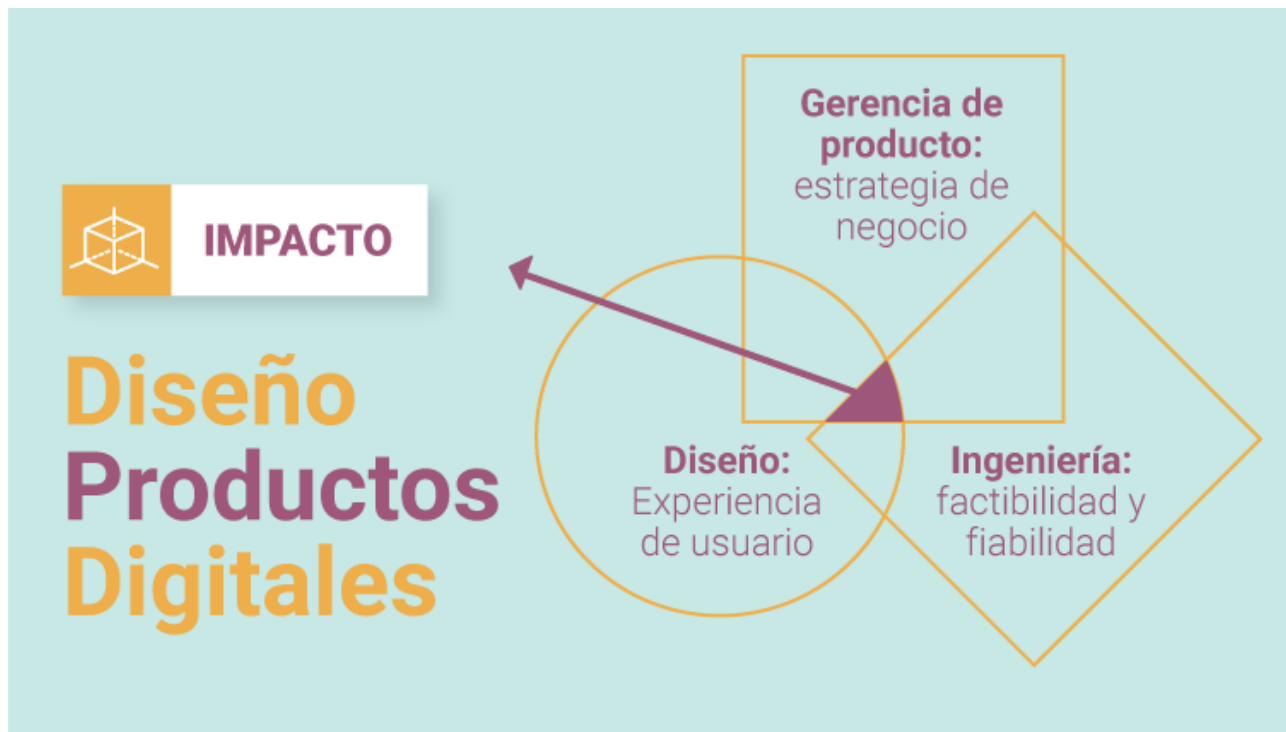 IMPACTO
Diseño
Productos
Digitales
Gerencia de
producto:
estrategia de
negocio
Diseño:
Experiencia
de usuario
Ingeniería:
factibilidad y
fiabilidad